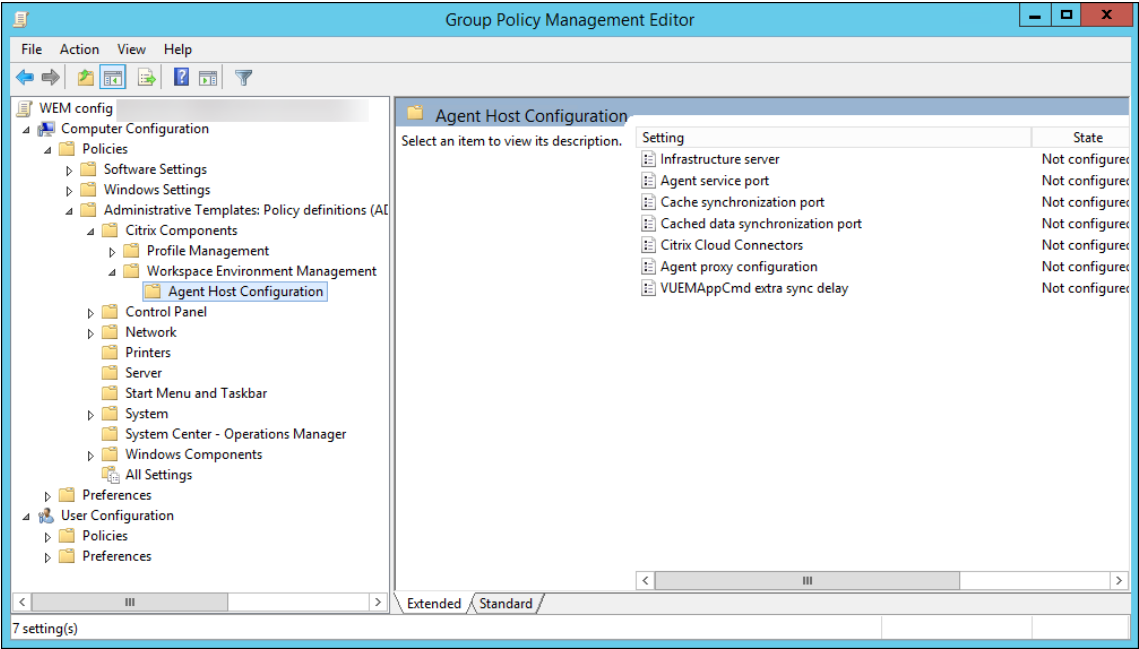 Group Policy Management Editor
File Action View Help
WEM config
Computer Configuration
Policies
Software Settings
Windows Settings
Administrative Templates: Policy definitions (AD
Citrix Components
Profile Management
Workspace Environment Management
Agent Host Configuration
Control Panel
Network
Printers
Server
Start Menu and Taskbar
System
System Center - Operations Manager
Windows Components
All Settings
Preferences
User Configuration
Policies
Preferences
Agent Host Configuration
Select an item to view its description.
Setting State
Infrastructure server Not configured
Agent service port Not configured
Cache synchronization port Not configured
Cached data synchronization port Not configured
Citrix Cloud Connectors Not configured
Agent proxy configuration Not configured
VUEMAppCmd extra sync delay Not configured
Extended Standard
7 setting(s)